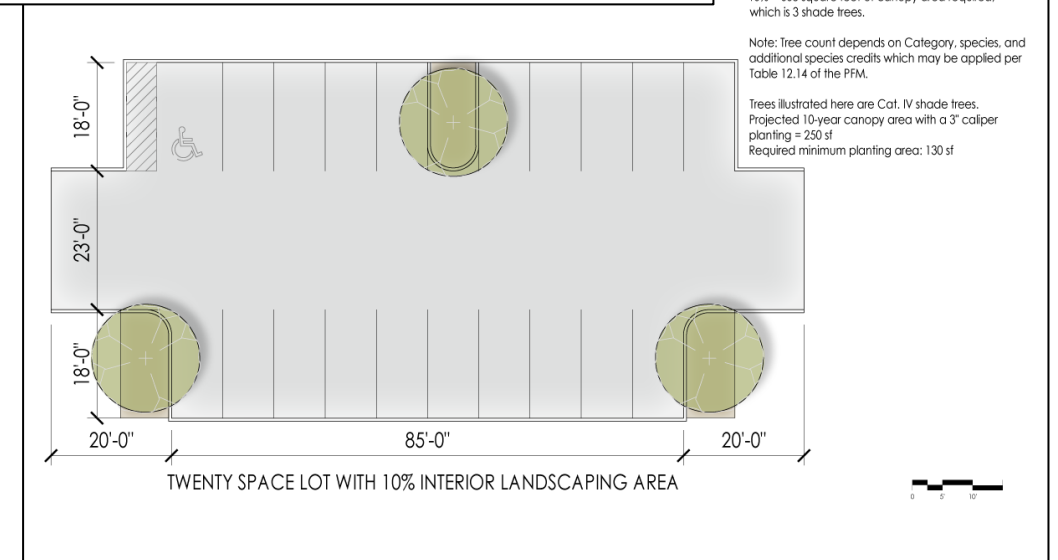 which is 3 shade trees.
Note: Tree count depends on Category, species, and
additional species credits which may be applied per
Table 12.14 of the PFM.
Trees illustrated here are Cat. IV shade trees.
Projected 10-year canopy area with a 3" caliper
planting = 250 sf
Required minimum planting area: 130 sf
18'-0"
23'-0"
18'-0"
20'-0"
85'-0"
20'-0"
TWENTY SPACE LOT WITH 10% INTERIOR LANDSCAPING AREA
0 5' 10'